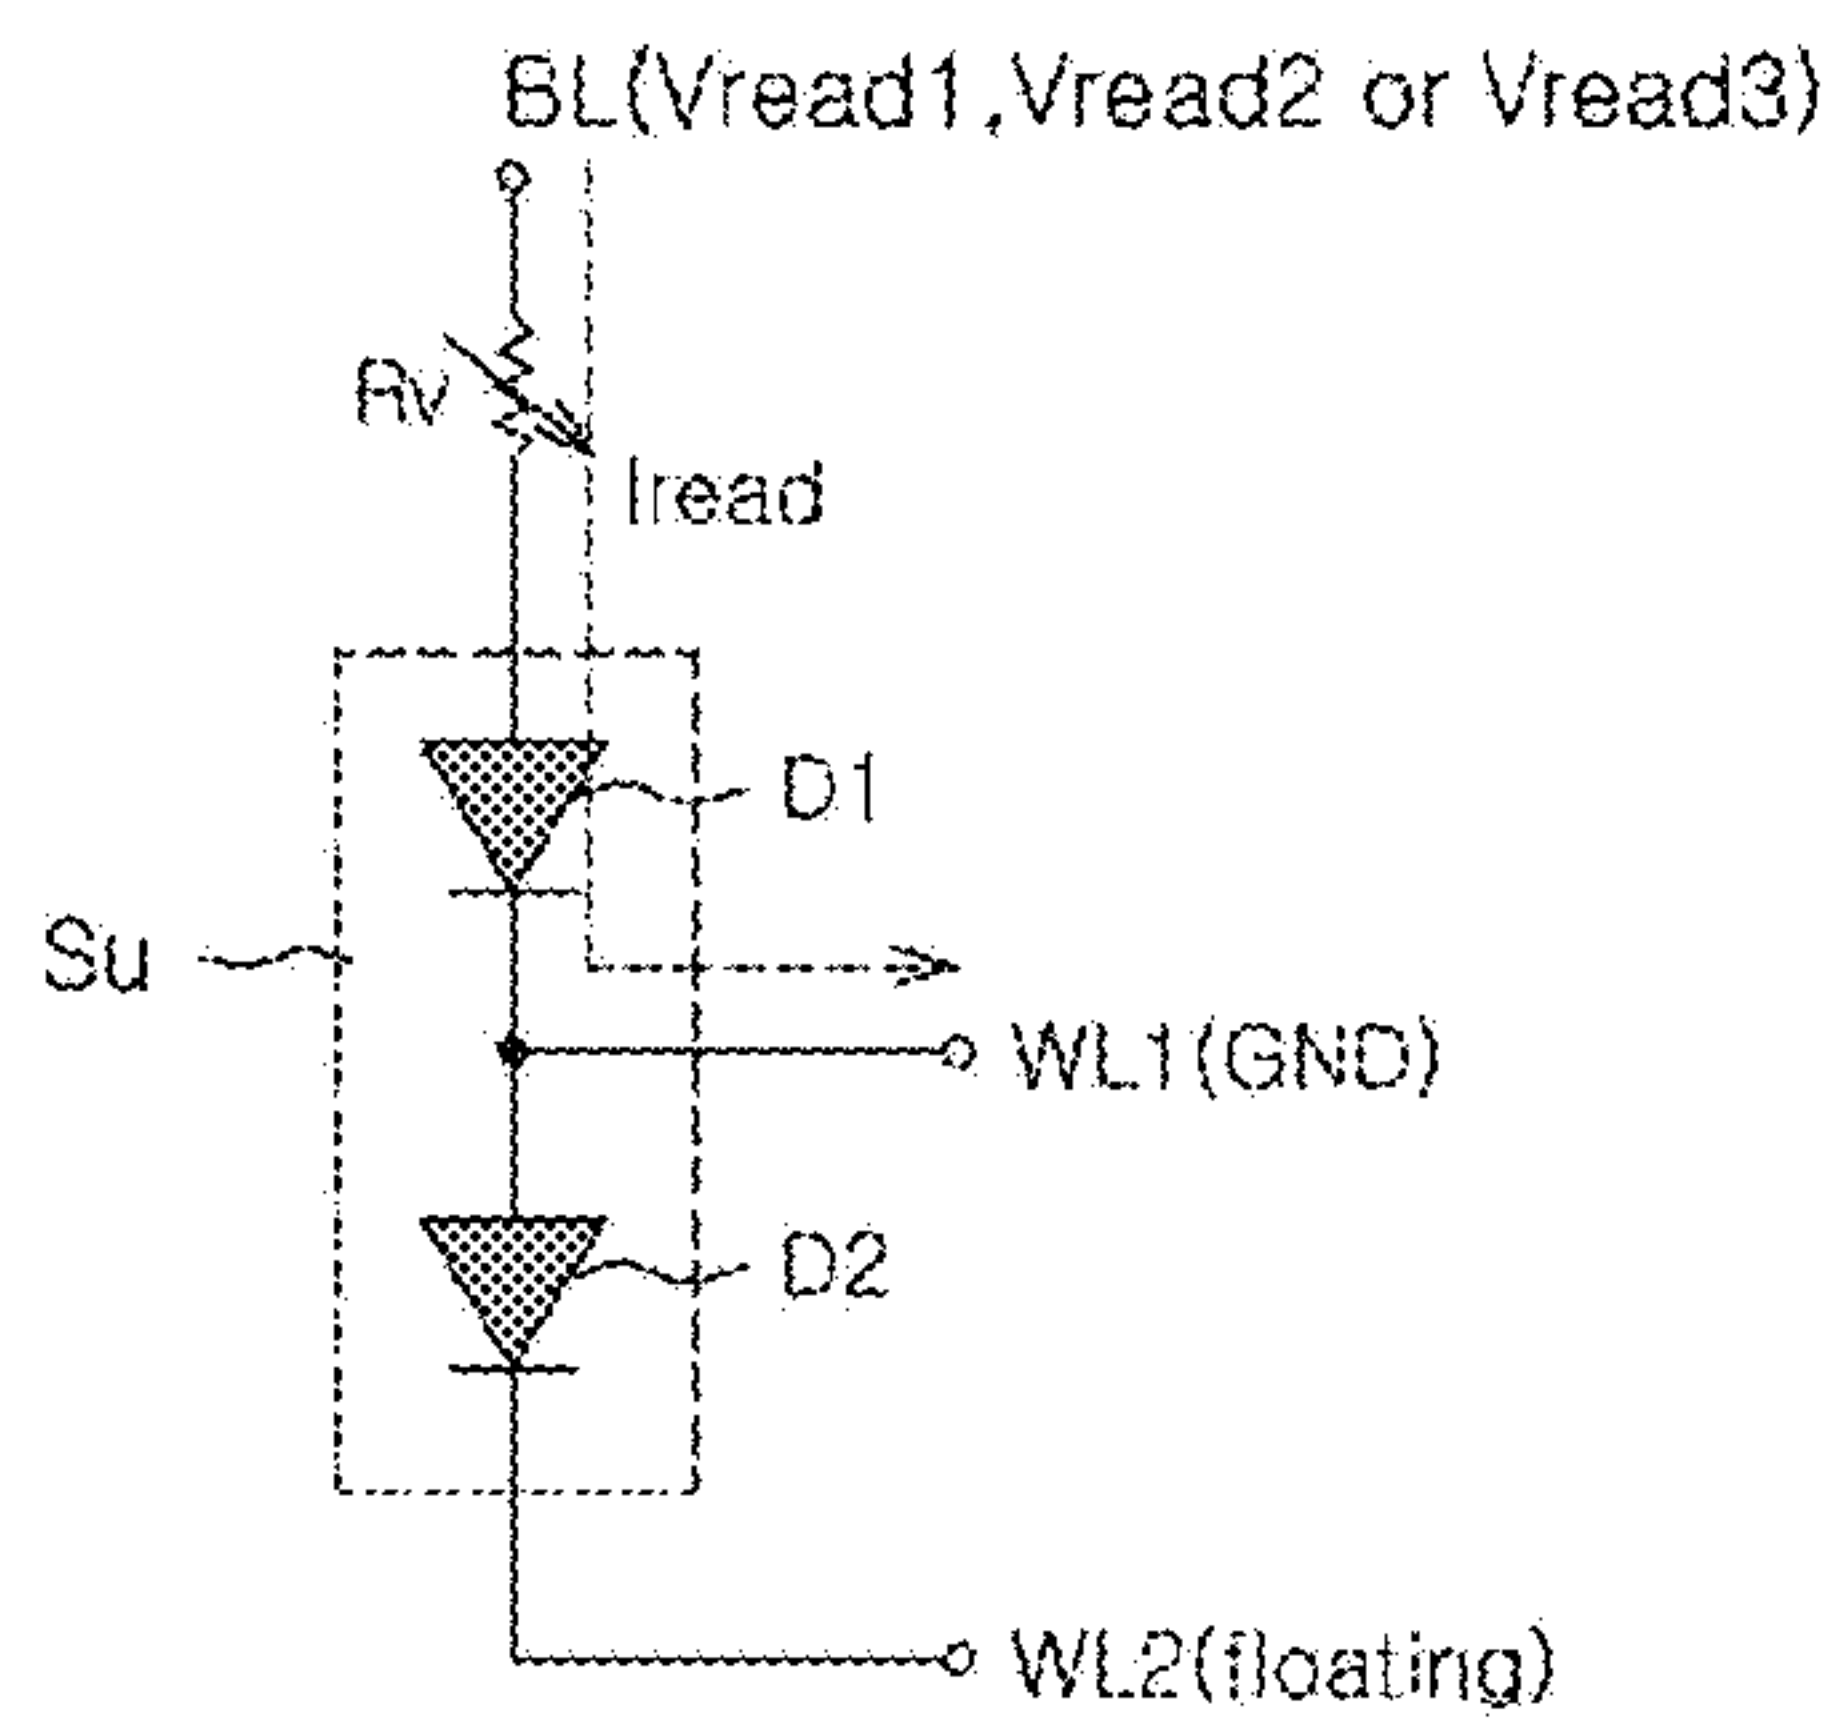 BL(Vread1,Vread2 or Vread3)
Rv
Iread
D1
Su
WL1(GND)
D2
WL2(floating)